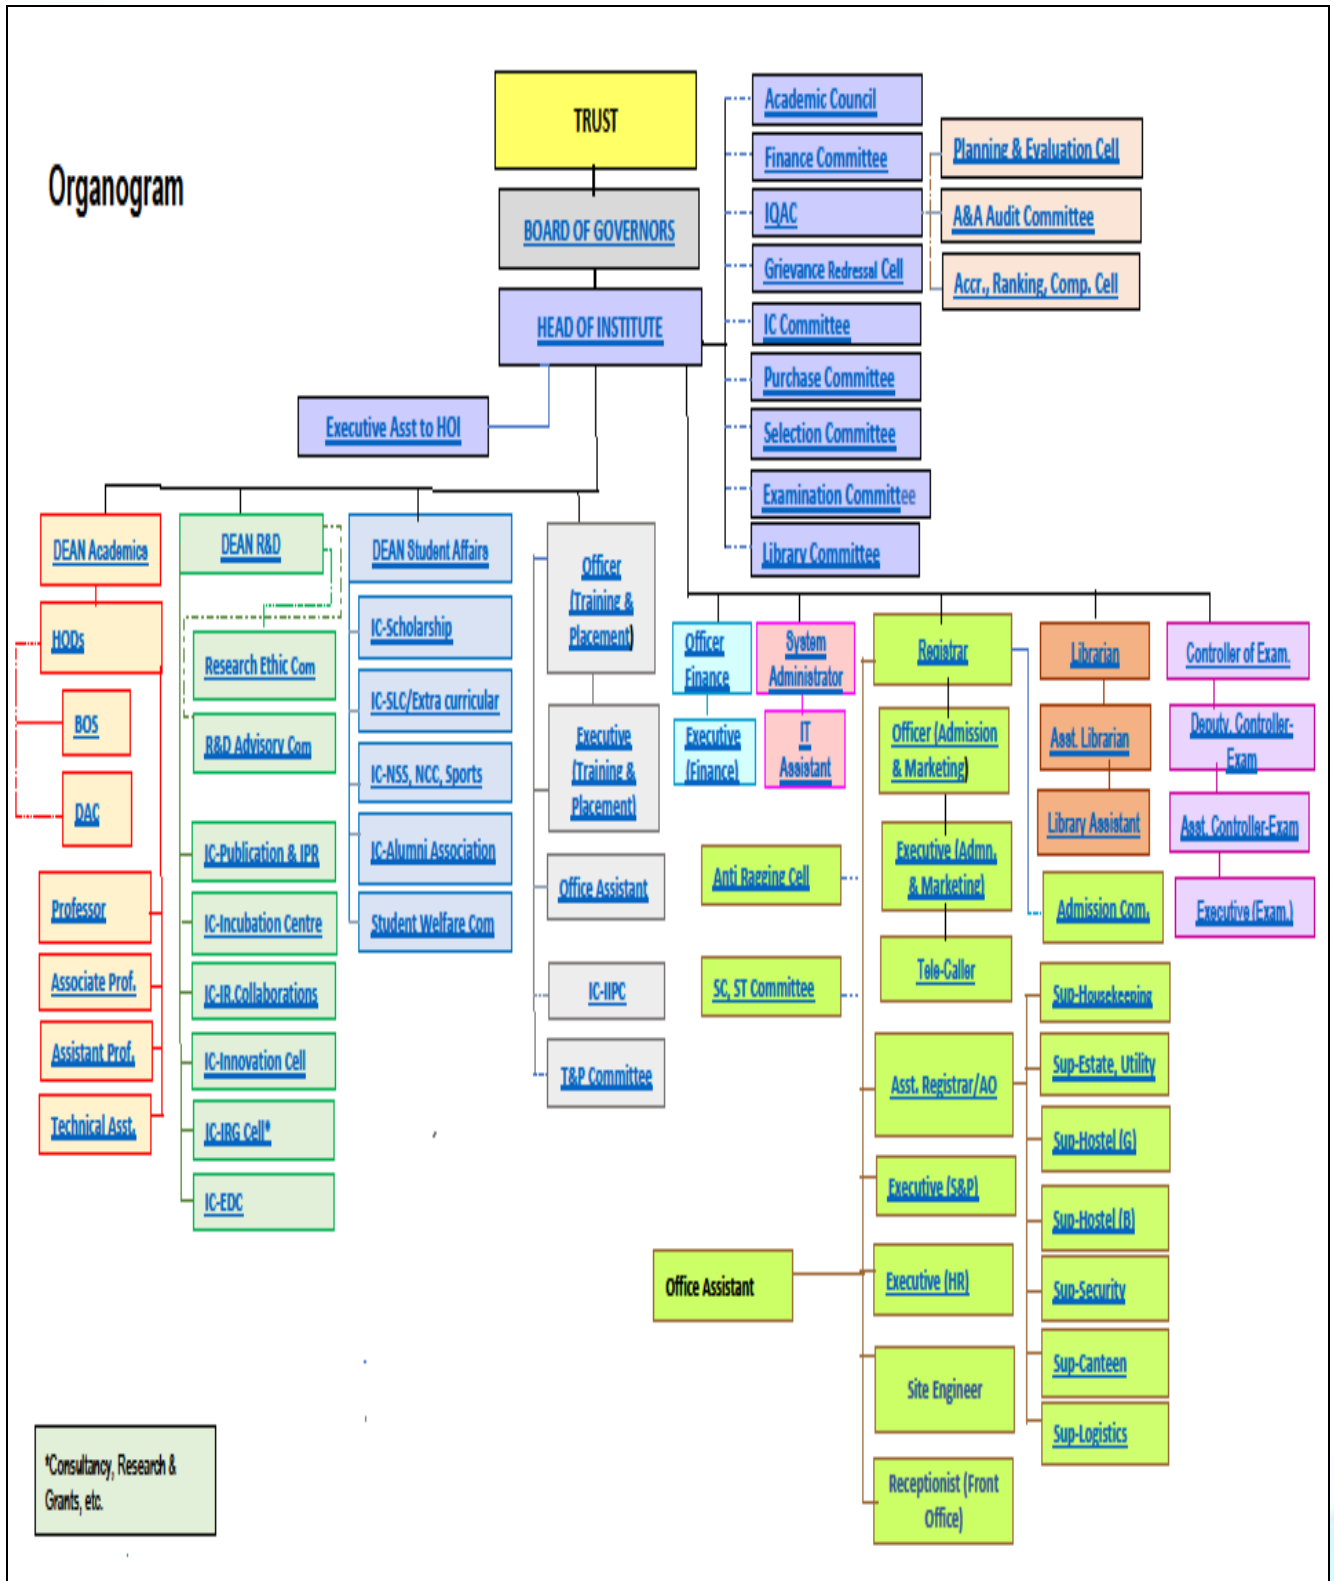 Organogram
TRUST
BOARD OF GOVERNORS
HEAD OF INSTITUTE
Executive Asst to HOI
Academic Council
Finance Committee
IQAC
Grievance Redressal Cell
IC Committee
Purchase Committee
Selection Committee
Examination Committee
Library Committee
Planning & Evaluation Cell
A&A Audit Committee
Accr., Ranking, Comp. Cell
DEAN Academics
HODs
BOS
DAC
Professor
Associate Prof.
Assistant Prof.
Technical Asst.
DEAN R&D
Research Ethic Com
R&D Advisory Com
IC-Publication & IPR
IC-Incubation Centre
IC-IR.Collaborations
IC-Innovation Cell
IC-IRG Cell*
IC-EDC
DEAN Student Affairs
IC-Scholarship
IC-SLC/Extra curricular
IC-NSS, NCC, Sports
IC-Alumni Association
Student Welfare Com
Officer
(Training &
Placement)
Executive
(Training &
Placement)
Office Assistant
IC-IIPC
T&P Committee
Officer
Finance
Executive
(Finance)
System
Administrator
IT
Assistant
Registrar
Officer (Admission
& Marketing)
Executive (Admn.
& Marketing)
Tele-Caller
Anti Ragging Cell
SC, ST Committee
Asst. Registrar/AO
Executive (S&P)
Executive (HR)
Office Assistant
Site Engineer
Receptionist (Front
Office)
Librarian
Asst. Librarian
Library Assistant
Admission Com.
Sup-Housekeeping
Sup-Estate, Utility
Sup-Hostel (G)
Sup-Hostel (B)
Sup-Security
Sup-Canteen
Sup-Logistics
Controller of Exam.
Deputy. Controller-
Exam
Asst. Controller-Exam
Executive (Exam.)
*Consultancy, Research &
Grants, etc.